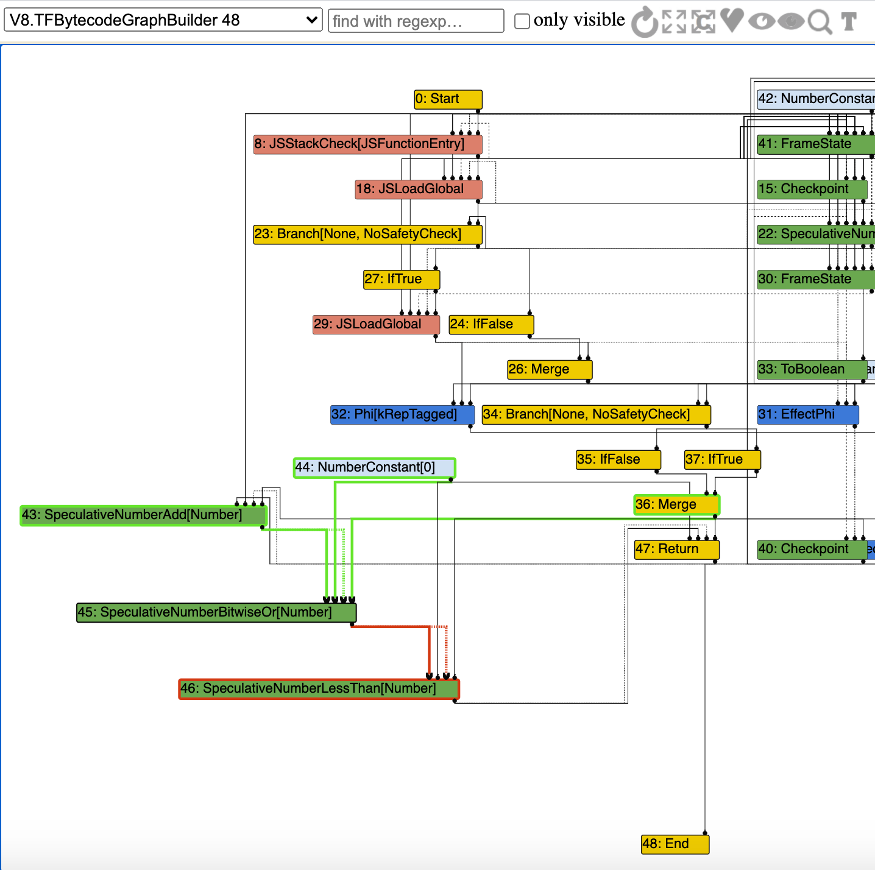 V8.TFBytecodeGraphBuilder 48
find with regexp…
only visible
T
0: Start
42: NumberConstan
8: JSStackCheck[JSFunctionEntry]
41: FrameState
18: JSLoadGlobal
15: Checkpoint
23: Branch[None, NoSafetyCheck]
22: SpeculativeNum
27: IfTrue
30: FrameState
29: JSLoadGlobal
24: IfFalse
26: Merge
33: ToBoolean
32: Phi[kRepTagged]
34: Branch[None, NoSafetyCheck]
31: EffectPhi
35: IfFalse
37: IfTrue
44: NumberConstant[0]
36: Merge
43: SpeculativeNumberAdd[Number]
47: Return
40: Checkpoint
45: SpeculativeNumberBitwiseOr[Number]
46: SpeculativeNumberLessThan[Number]
48: End